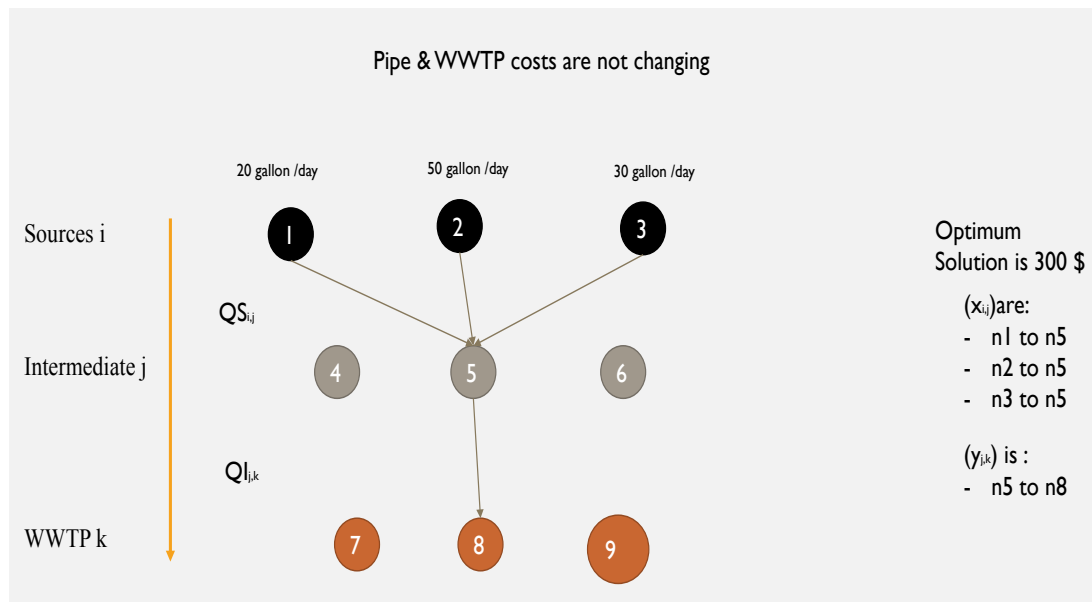 Pipe & WWTP costs are not changing
20 gallon /day
50 gallon /day
30 gallon /day
Sources i
1
2
3
QSi,j
Intermediate j
4
5
6
QIj,k
WWTP k
7
8
9
Optimum
Solution is 300 $
(xi,j)are:
- n1 to n5
- n2 to n5
- n3 to n5
(yj,k) is :
- n5 to n8